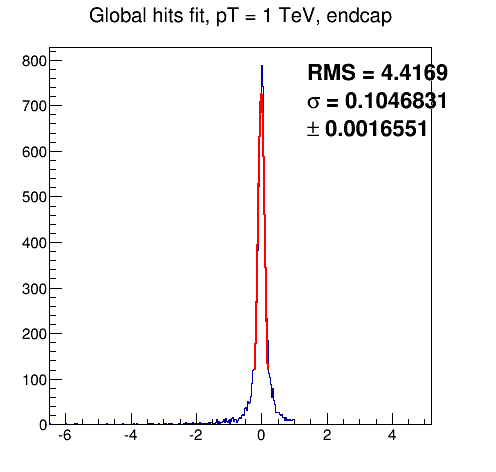 Global hits fit, pT = 1 TeV, endcap
RMS = 4.4169
σ = 0.1046831
± 0.0016551
800
700
600
500
400
300
200
100
0
-6 -4 -2 0 2 4